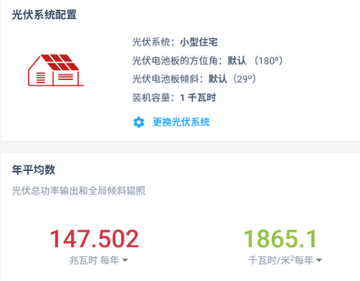 光伏系统配置
光伏系统：小型住宅
光伏电池板的方位角：默认 （180º）
光伏电池板倾斜：默认（29º）
装机容量：1 千瓦时
更换光伏系统
年平均数
光伏总功率输出和全局倾斜辐照
147.502
1865.1
兆瓦时 每年
千瓦时/米²每年